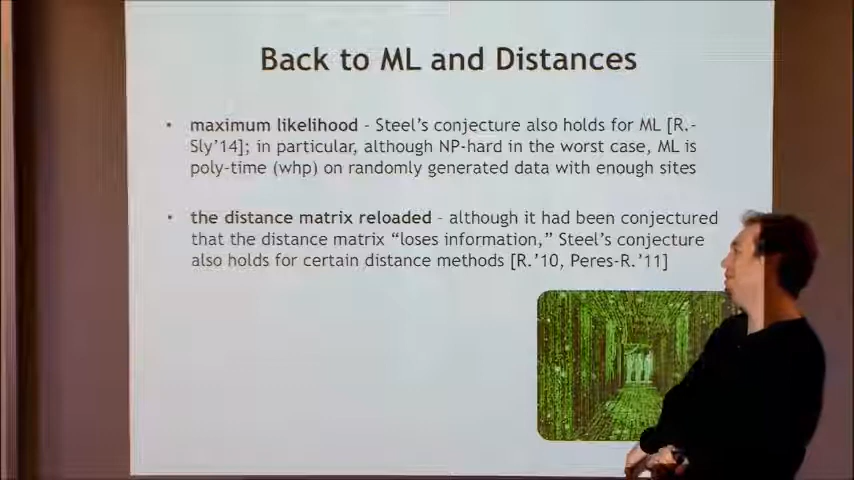 Back to ML and Distances
• maximum likelihood - Steel's conjecture also holds for ML [R.-
Sly'14]; in particular, although NP-hard in the worst case, ML is
poly-time (whp) on randomly generated data with enough sites
• the distance matrix reloaded - although it had been conjectured
that the distance matrix “loses information,” Steel's conjecture
also holds for certain distance methods [R.'10, Peres-R.'11]